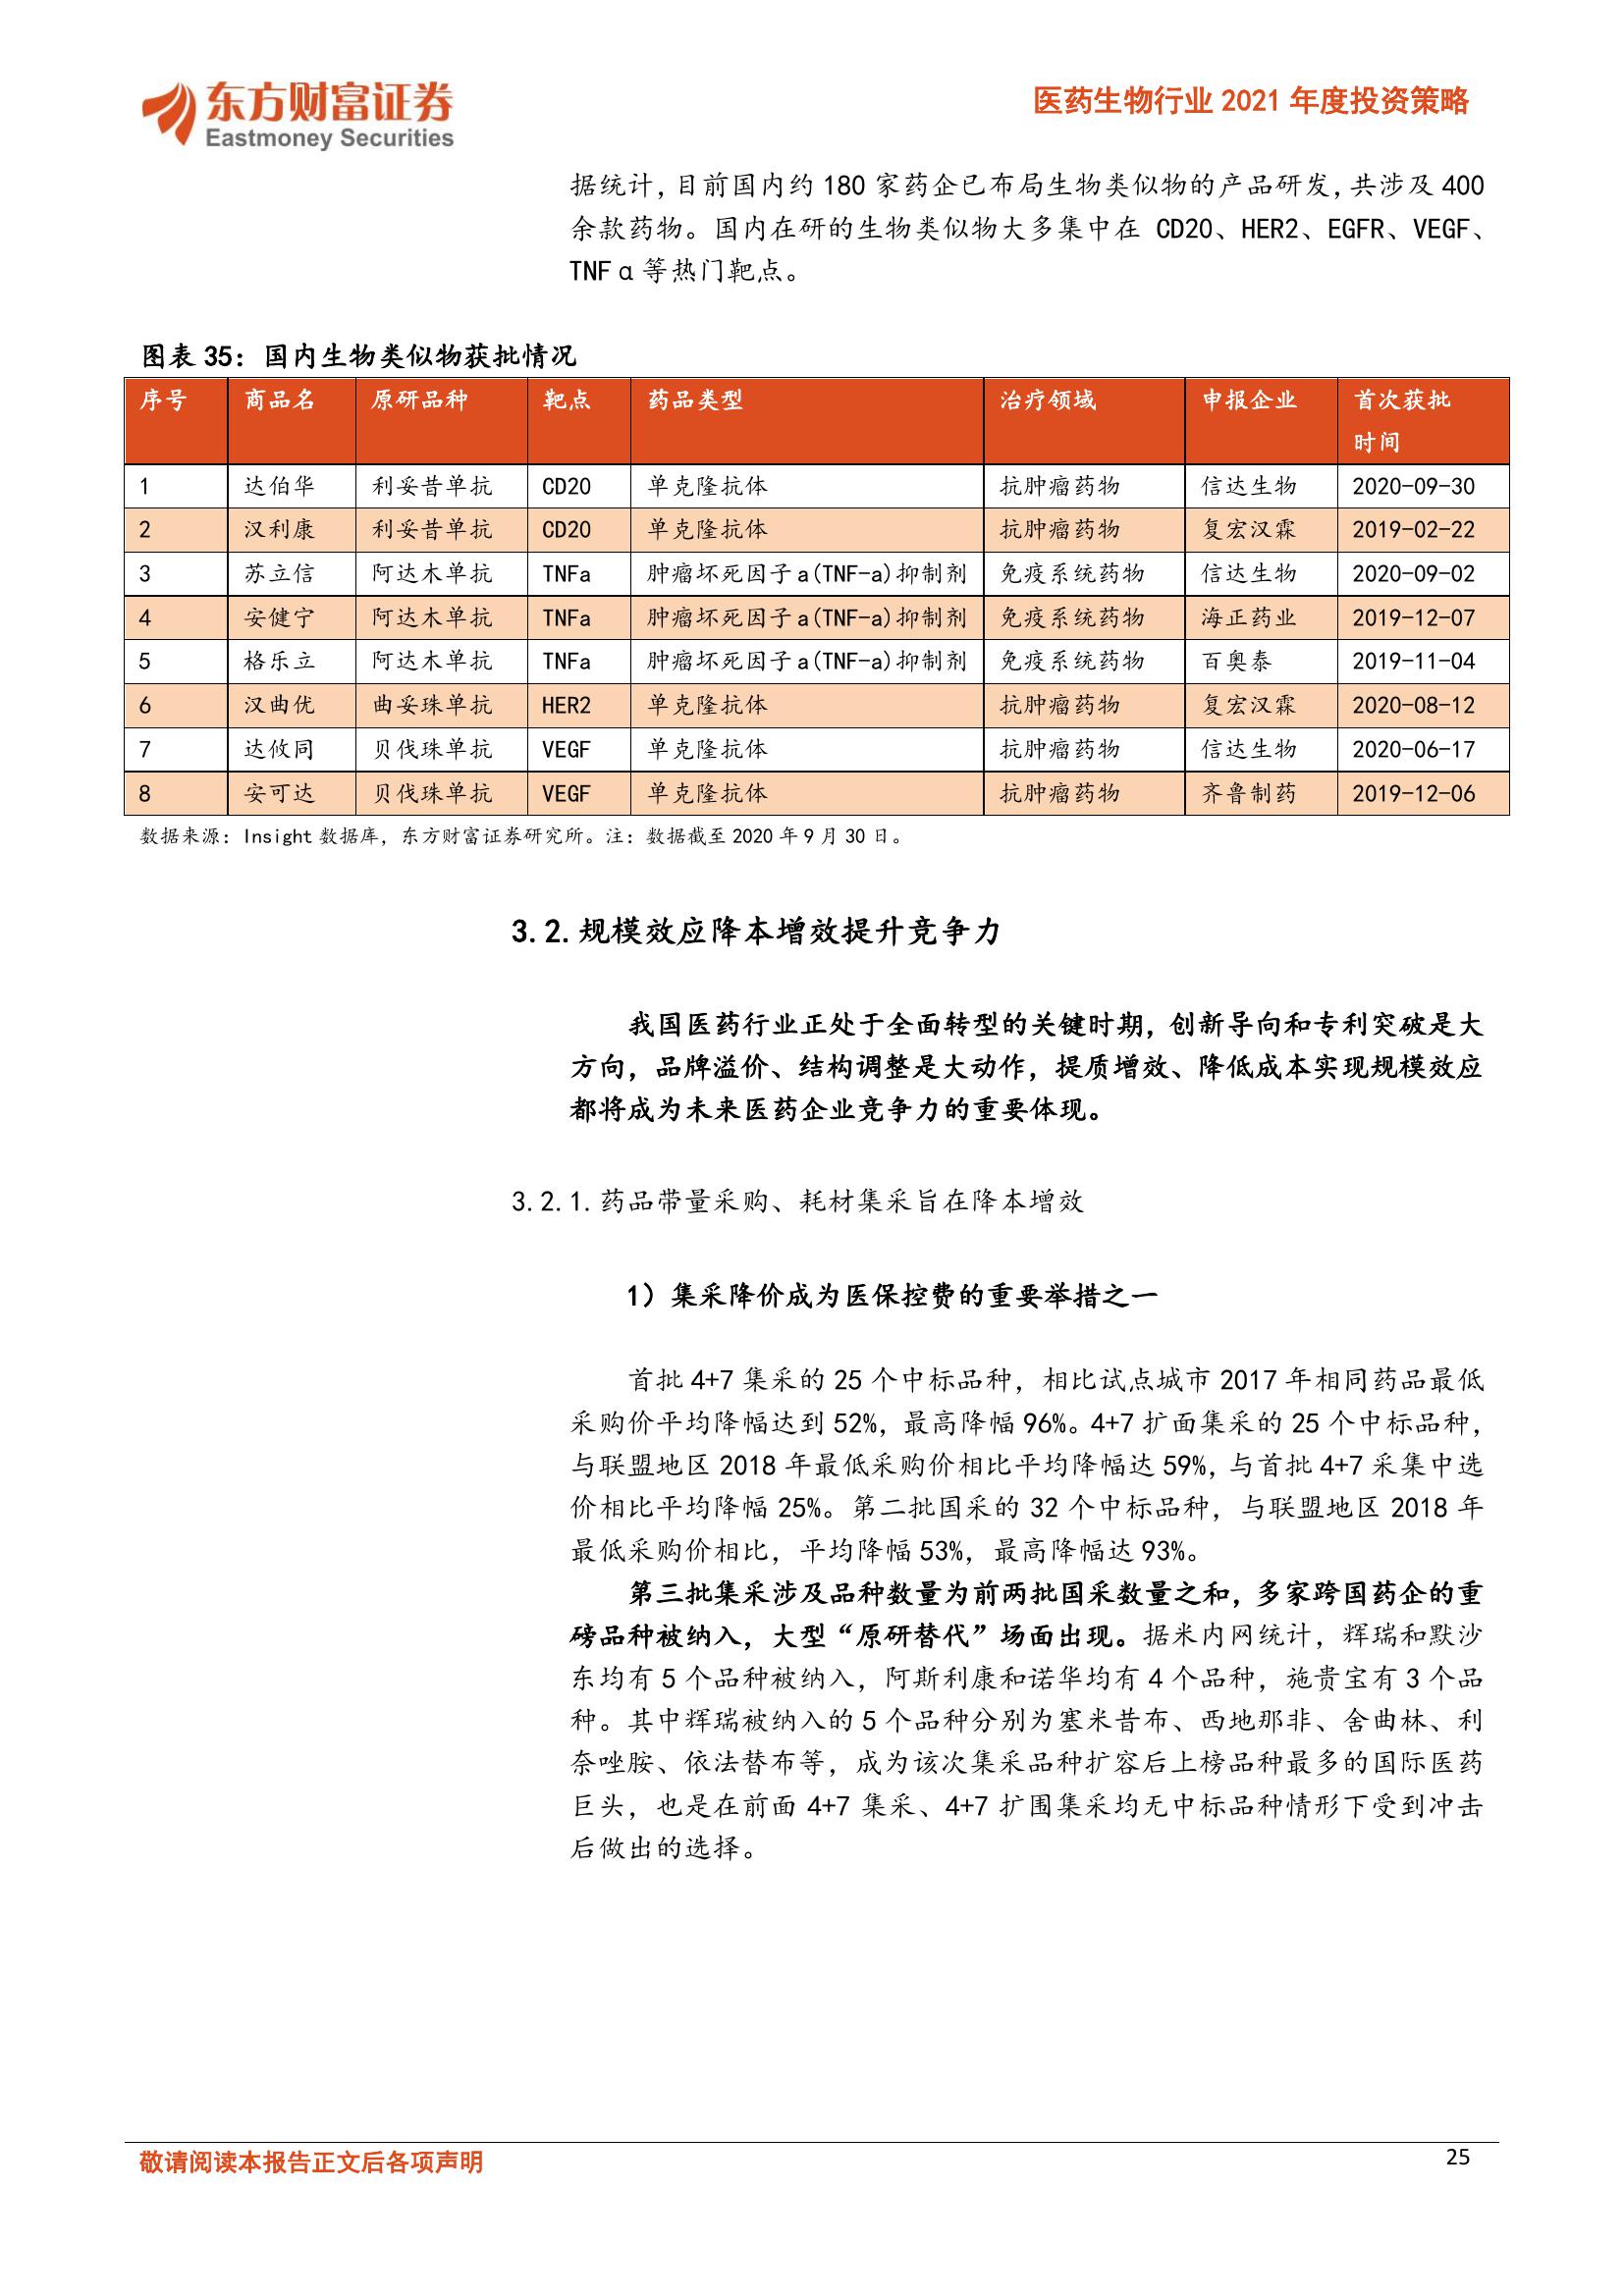 东方财富证券
Eastmoney Securities
医药生物行业 2021 年度投资策略
据统计，目前国内约 180 家药企已布局生物类似物的产品研发，共涉及 400
余款药物。国内在研的生物类似物大多集中在 CD20、HER2、EGFR、VEGF、
TNFα等热门靶点。
图表 35：国内生物类似物获批情况
序号 商品名 原研品种 靶点 药品类型 治疗领域 申报企业 首次获批
时间
1 达伯华 利妥昔单抗 CD20 单克隆抗体 抗肿瘤药物 信达生物 2020-09-30
2 汉利康 利妥昔单抗 CD20 单克隆抗体 抗肿瘤药物 复宏汉霖 2019-02-22
3 苏立信 阿达木单抗 TNFa 肿瘤坏死因子 a(TNF-a)抑制剂 免疫系统药物 信达生物 2020-09-02
4 安健宁 阿达木单抗 TNFa 肿瘤坏死因子 a(TNF-a)抑制剂 免疫系统药物 海正药业 2019-12-07
5 格乐立 阿达木单抗 TNFa 肿瘤坏死因子 a(TNF-a)抑制剂 免疫系统药物 百奥泰 2019-11-04
6 汉曲优 曲妥珠单抗 HER2 单克隆抗体 抗肿瘤药物 复宏汉霖 2020-08-12
7 达攸同 贝伐珠单抗 VEGF 单克隆抗体 抗肿瘤药物 信达生物 2020-06-17
8 安可达 贝伐珠单抗 VEGF 单克隆抗体 抗肿瘤药物 齐鲁制药 2019-12-06
数据来源：Insight 数据库，东方财富证券研究所。注：数据截至 2020 年 9 月 30 日。
3.2.规模效应降本增效提升竞争力
我国医药行业正处于全面转型的关键时期，创新导向和专利突破是大
方向，品牌溢价、结构调整是大动作，提质增效、降低成本实现规模效应
都将成为未来医药企业竞争力的重要体现。
3.2.1.药品带量采购、耗材集采旨在降本增效
1）集采降价成为医保控费的重要举措之一
首批 4+7 集采的 25 个中标品种，相比试点城市 2017 年相同药品最低
采购价平均降幅达到 52%，最高降幅 96%。4+7 扩面集采的 25 个中标品种，
与联盟地区 2018 年最低采购价相比平均降幅达 59%，与首批 4+7 采集中选
价相比平均降幅 25%。第二批国采的 32 个中标品种，与联盟地区 2018 年
最低采购价相比，平均降幅 53%，最高降幅达 93%。
第三批集采涉及品种数量为前两批国采数量之和，多家跨国药企的重
磅品种被纳入，大型“原研替代”场面出现。据米内网统计，辉瑞和默沙
东均有 5 个品种被纳入，阿斯利康和诺华均有 4 个品种，施贵宝有 3 个品
种。其中辉瑞被纳入的 5 个品种分别为塞米昔布、西地那非、舍曲林、利
奈唑胺、依法替布等，成为该次集采品种扩容后上榜品种最多的国际医药
巨头，也是在前面 4+7 集采、4+7 扩围集采均无中标品种情形下受到冲击
后做出的选择。
敬请阅读本报告正文后各项声明
25